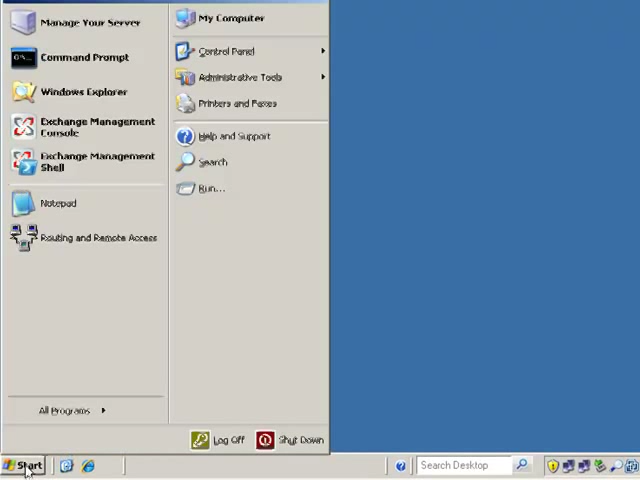 Manage Your Server
Command Prompt
Windows Explorer
Exchange Management
Console
Exchange Management
Shell
Notepad
Routing and Remote Access
All Programs
My Computer
Control Panel
Administrative Tools
Printers and Faxes
Help and Support
Search
Run...
Log Off
Shut Down
Start
Search Desktop